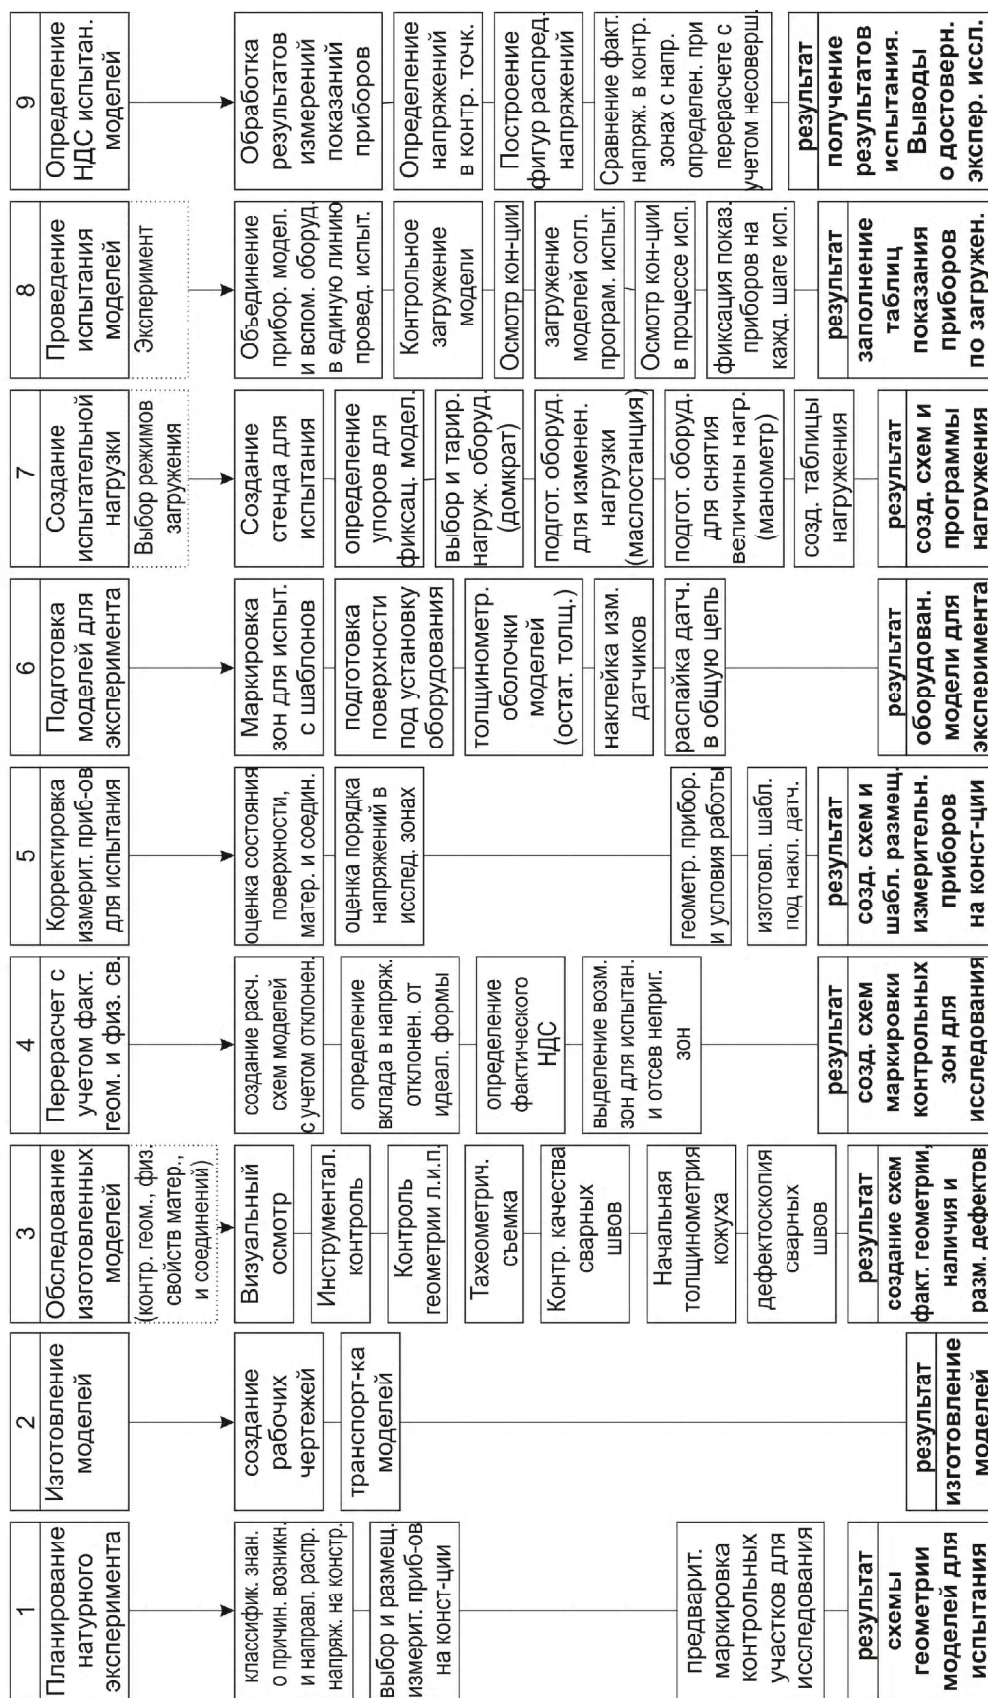 1
Планирование
натурного
эксперимента
классифик. знан.
о причин. возникн.
и направл. распр.
напряж. на констр.
выбор и размещ.
измерит. приб-ов
на конст-ции
предварит.
маркировка
контрольных
участков для
исследования
результат
схемы
геометрии
моделей для
испытания
2
Изготовление
моделей
создание
рабочих
чертежей
транспорт-ка
моделей
результат
изготовление
моделей
3
Обследование
изготовленных
моделей
(контр. геом., физ.
свойств матер.,
и соединений)
Визуальный
осмотр
Инструментал.
контроль
Контроль
геометрии л.и.п.
Тахеометрич.
съемка
Контр. качества
сварных
швов
Начальная
толщинометрия
кожуха
дефектоскопия
сварных
швов
результат
создание схем
факт. геометрии,
наличия и
разм. дефектов
4
Перерасчет с
учетом факт.
геом. и физ. св.
создание расч.
схем моделей
с учетом отклонен.
определение
вклада в напряж.
отклонен. от
идеал. формы
определение
фактического
НДС
выделение возм.
зон для испытан.
и отсев неприг.
зон
результат
созд. схем
маркировки
контрольных
зон для
исследования
5
Корректировка
измерит. приб-ов
для испытания
оценка состояния
поверхности,
матер. и соедин.
оценка порядка
напряжений в
исслед. зонах
геометр. прибор.
и условия работы
изготовл. шабл.
под накл. датч.
результат
созд. схем и
шабл. размещ.
измерительн.
приборов
на конст-ции
6
Подготовка
моделей для
эксперимента
Маркировка
зон для испыт.
с шаблонов
подготовка
поверхности
под установку
оборудования
толщинометр.
оболочки
моделей
(остат. толщ.)
наклейка изм.
датчиков
распайка датч.
в общую цепь
результат
оборудован.
модели для
эксперимента
7
Создание
испытательной
нагрузки
Выбор режимов
загружения
Создание
стенда для
испытания
определение
упоров для
фиксац. модел.
выбор и тарир.
нагруж. оборуд.
(домкрат)
подгот. оборуд.
для изменен.
нагрузки
(маслостанция)
подгот. оборуд.
для снятия
величины нагр.
(манометр)
созд. таблицы
нагружения
результат
созд. схем и
программы
нагружения
8
Проведение
испытания
моделей
Эксперимент
Объединение
прибор. модел.
и вспом. оборуд.
в единую линию
провед. испыт.
Контрольное
загружение
модели
Осмотр кон-ции
загружение
моделей согл.
програм. испыт.
Осмотр кон-ции
в процессе исп.
фиксация показ.
приборов на
кажд. шаге исп.
результат
заполнение
таблиц
показания
приборов
по загружен.
9
Определение
НДС испытан.
моделей
Обработка
результатов
измерений
показаний
приборов
Определение
напряжений
в контр. точк.
Построение
фигур распред.
напряжений
Сравнение факт.
напряж. в контр.
зонах с напр.
определен. при
перерасчете с
учетом несоверш.
результат
получение
результатов
испытания.
Выводы
о достоверн.
экспер. иссл.